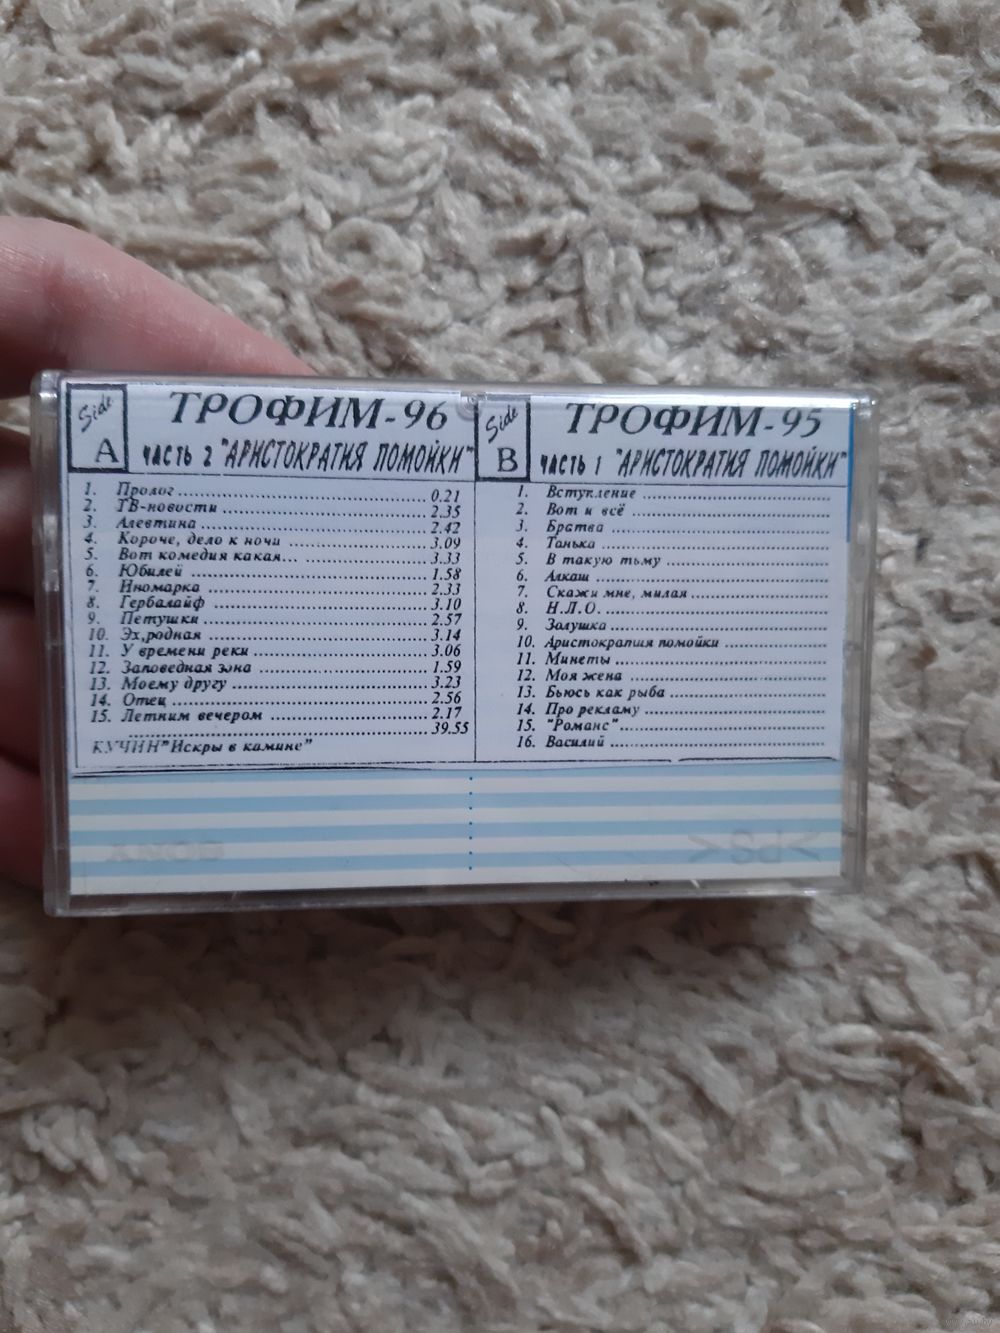 Side A
ТРОФИМ-96
ЧАСТЬ 2 "АРИСТОКРАТИЯ ПОМОЙКИ"
1. Пролог 0.21
2. ТВ-новости 2.35
3. Алевтина 2.42
4. Короче, дело к ночи 3.09
5. Вот комедия какая... 3.33
6. Юбилей 1.58
7. Иномарка 2.33
8. Гербалайф 3.10
9. Петушки 2.57
10. Эх,родная 3.14
11. У времени реки 3.06
12. Заповедная зона 1.59
13. Моему другу 3.23
14. Отец 2.56
15. Летним вечером 2.17
39.55
КУЧИН"Искры в камине"
Side B
ТРОФИМ-95
ЧАСТЬ 1 "АРИСТОКРАТИЯ ПОМОЙКИ"
1. Вступление
2. Вот и всё
3. Братва
4. Танька
5. В такую тьму
6. Алкаш
7. Скажи мне, милая
8. Н.Л.О.
9. Золушка
10. Аристократия помойки
11. Минеты
12. Моя жена
13. Бьюсь как рыба
14. Про рекламу
15. "Романс"
16. Василий
SONY
>PS<